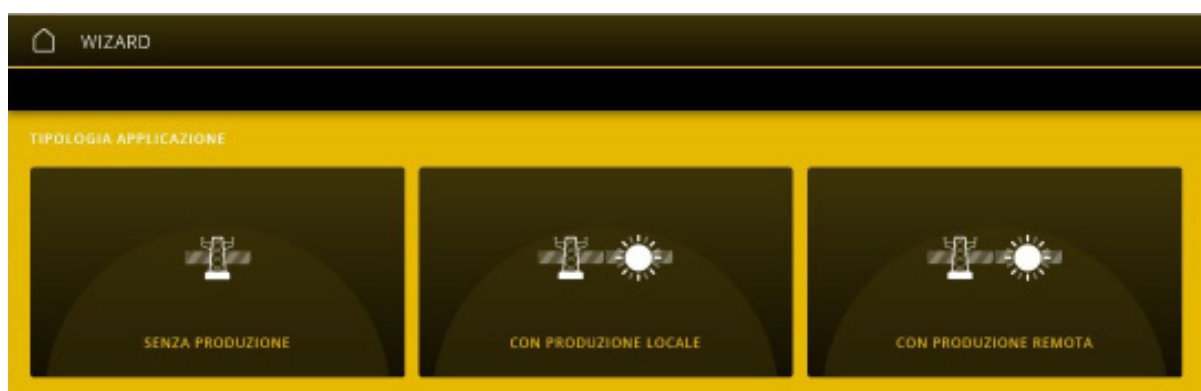 WIZARD
TIPOLOGIA APPLICAZIONE
SENZA PRODUZIONE
CON PRODUZIONE LOCALE
CON PRODUZIONE REMOTA